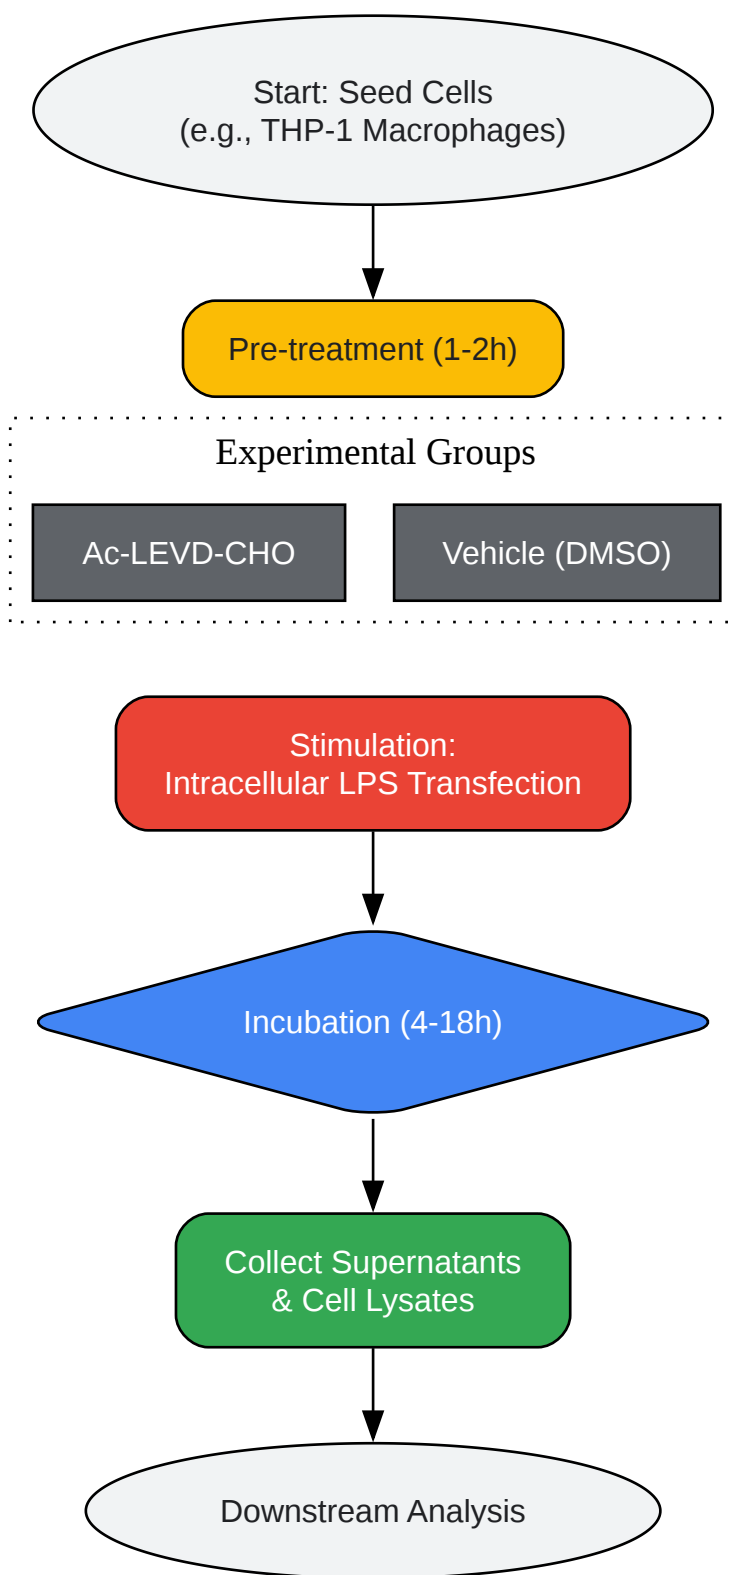 Start: Seed Cells
(e.g., THP-1 Macrophages)
Pre-treatment (1-2h)
Experimental Groups
Ac-LEVD-CHO
Vehicle (DMSO)
Stimulation:
Intracellular LPS Transfection
Incubation (4-18h)
Collect Supernatants
& Cell Lysates
Downstream Analysis